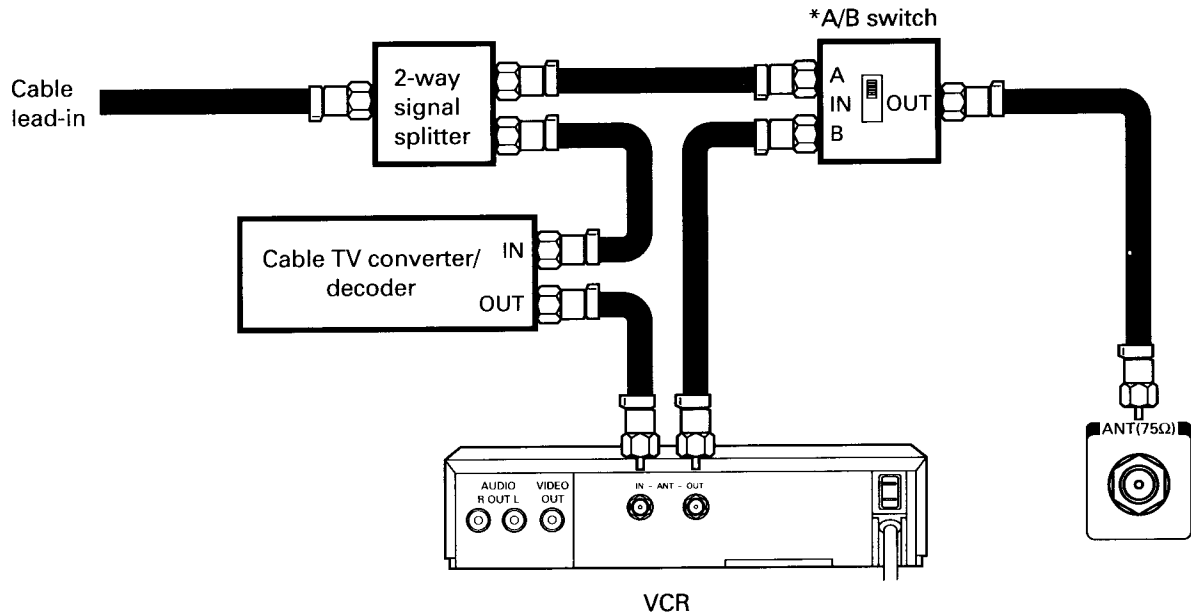 *A/B switch
Cable
lead-in
2-way
signal
splitter
A
IN
B
OUT
Cable TV converter/
decoder
IN
OUT
ANT(75Ω)
AUDIO
R OUT L
VIDEO
OUT
IN – ANT – OUT
VCR